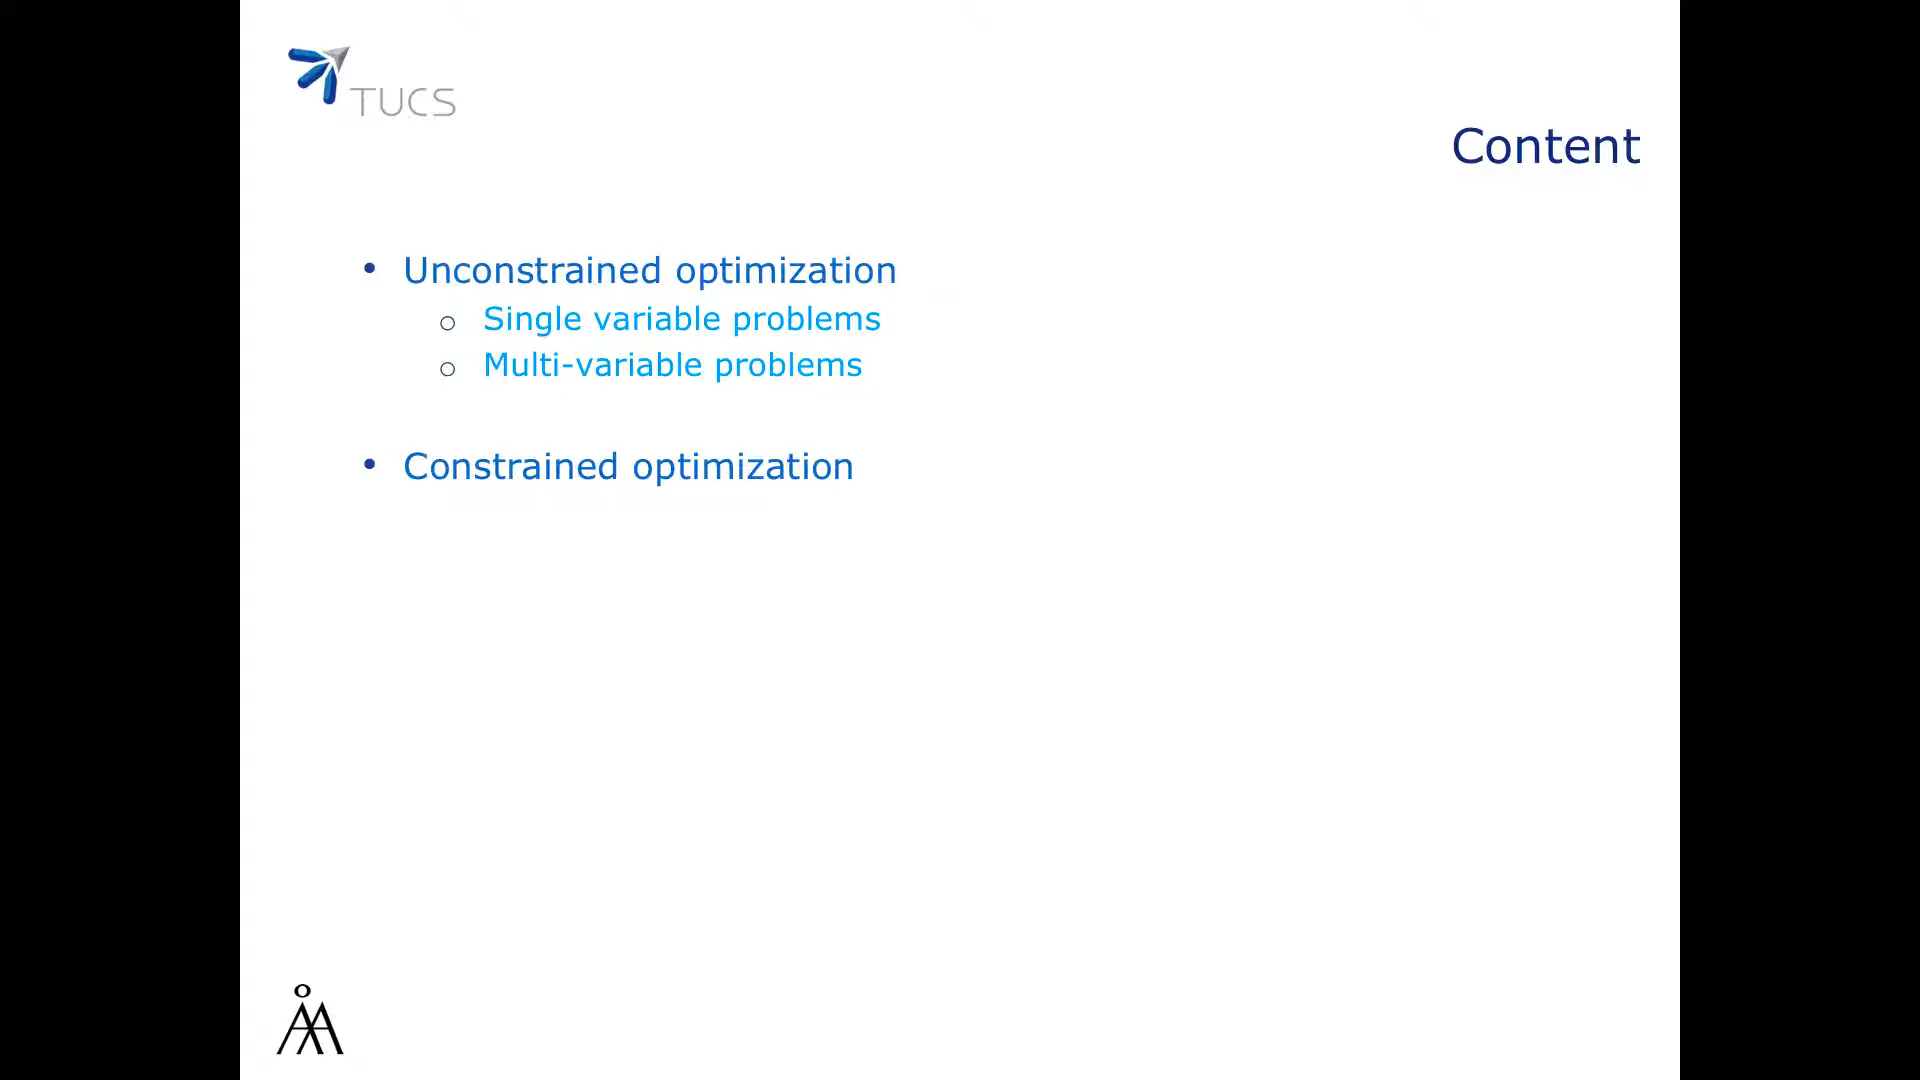 TUCS
Content
• Unconstrained optimization
o Single variable problems
o Multi-variable problems
• Constrained optimization
ÅA